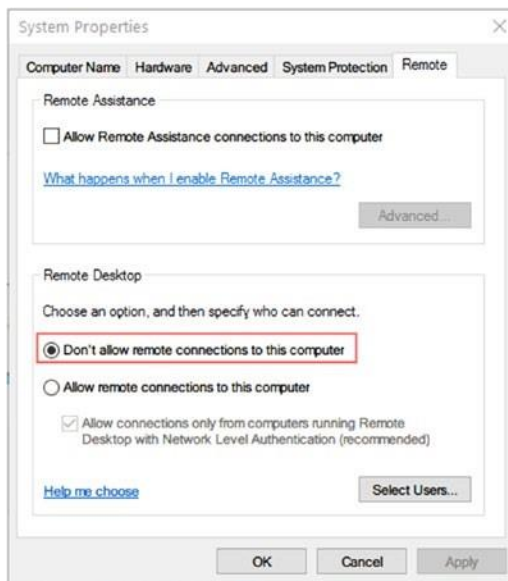 System Properties
Computer Name Hardware Advanced System Protection Remote
Remote Assistance
Allow Remote Assistance connections to this computer
What happens when I enable Remote Assistance?
Advanced...
Remote Desktop
Choose an option, and then specify who can connect.
Don't allow remote connections to this computer
Allow remote connections to this computer
Allow connections only from computers running Remote
Desktop with Network Level Authentication (recommended)
Help me choose
Select Users...
OK Cancel Apply